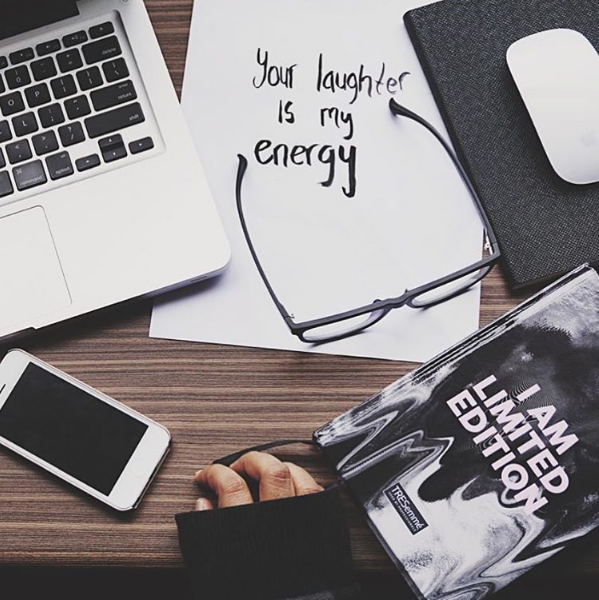 Your laughter
is my
energy
I AM
LIMITED
EDITION
TRESemmé